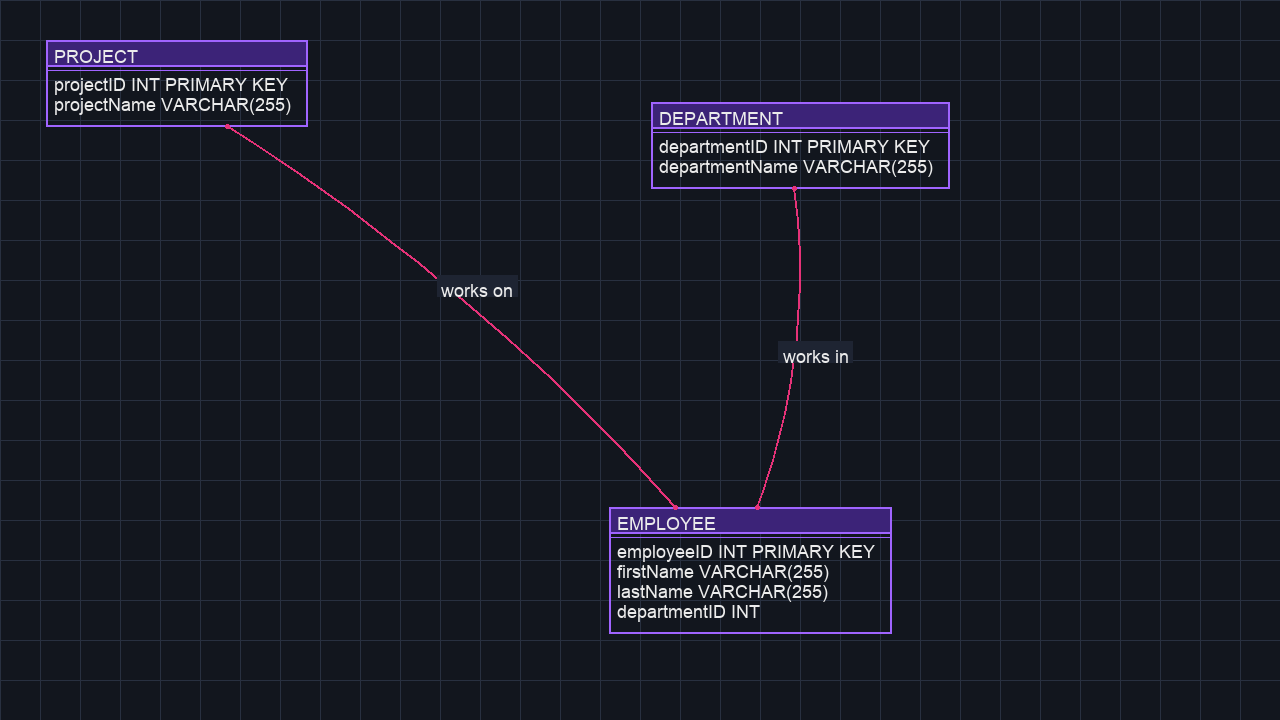 PROJECT
projectID INT PRIMARY KEY
projectName VARCHAR(255)
DEPARTMENT
departmentID INT PRIMARY KEY
departmentName VARCHAR(255)
works on
works in
EMPLOYEE
employeeID INT PRIMARY KEY
firstName VARCHAR(255)
lastName VARCHAR(255)
departmentID INT